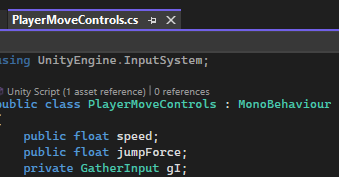 PlayerMoveControls.cs
using UnityEngine.InputSystem;
Unity Script (1 asset reference) | 0 references
public class PlayerMoveControls : MonoBehaviour
{
public float speed;
public float jumpForce;
private GatherInput gI;